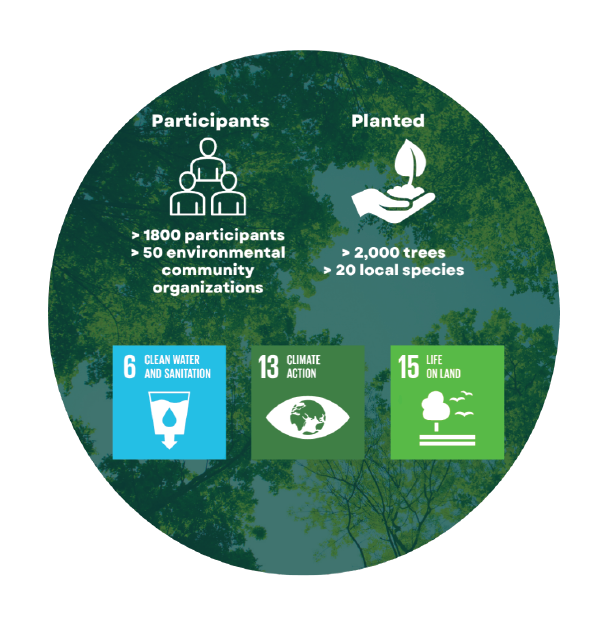 Participants
> 1800 participants
> 50 environmental
community
organizations
Planted
> 2,000 trees
> 20 local species
6 CLEAN WATER
AND SANITATION
13 CLIMATE
ACTION
15 LIFE
ON LAND